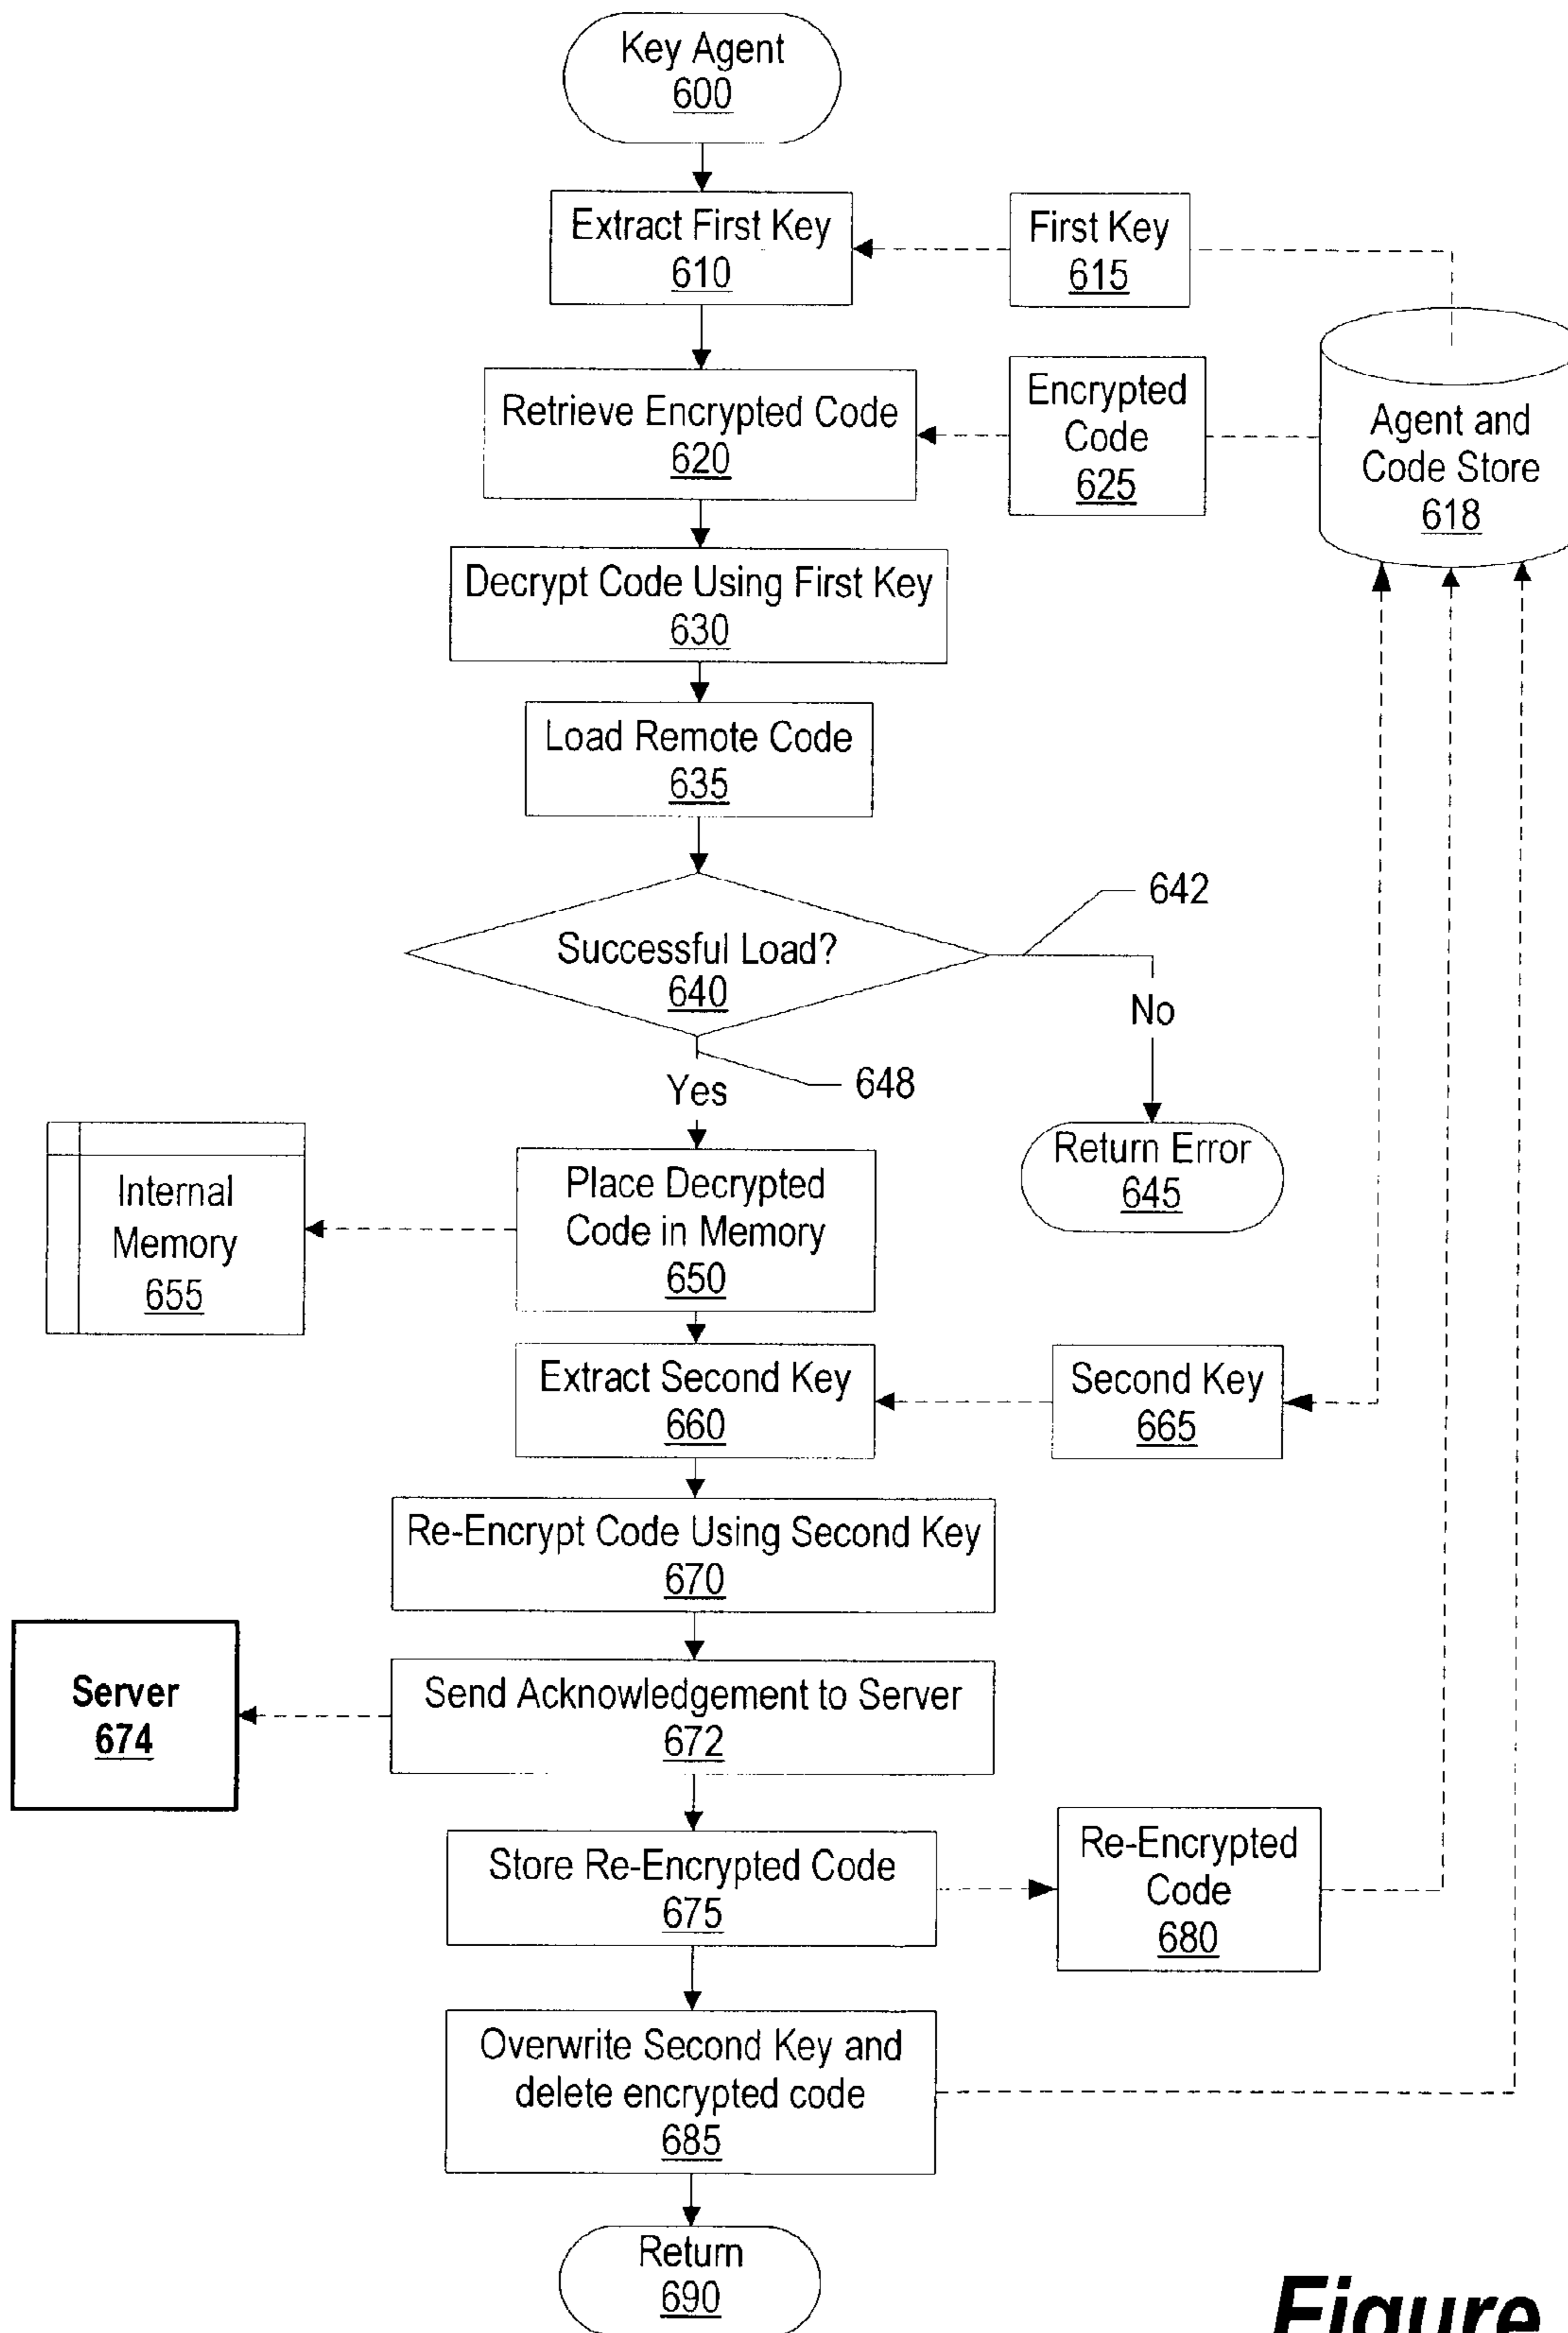 Key Agent
600
Extract First Key
610
First Key
615
Retrieve Encrypted Code
620
Encrypted
Code
625
Agent and
Code Store
618
Decrypt Code Using First Key
630
Load Remote Code
635
Successful Load?
640
642
No
648
Yes
Return Error
645
Internal
Memory
655
Place Decrypted
Code in Memory
650
Extract Second Key
660
Second Key
665
Re-Encrypt Code Using Second Key
670
Server
674
Send Acknowledgement to Server
672
Store Re-Encrypted Code
675
Re-Encrypted
Code
680
Overwrite Second Key and
delete encrypted code
685
Return
690
Figure